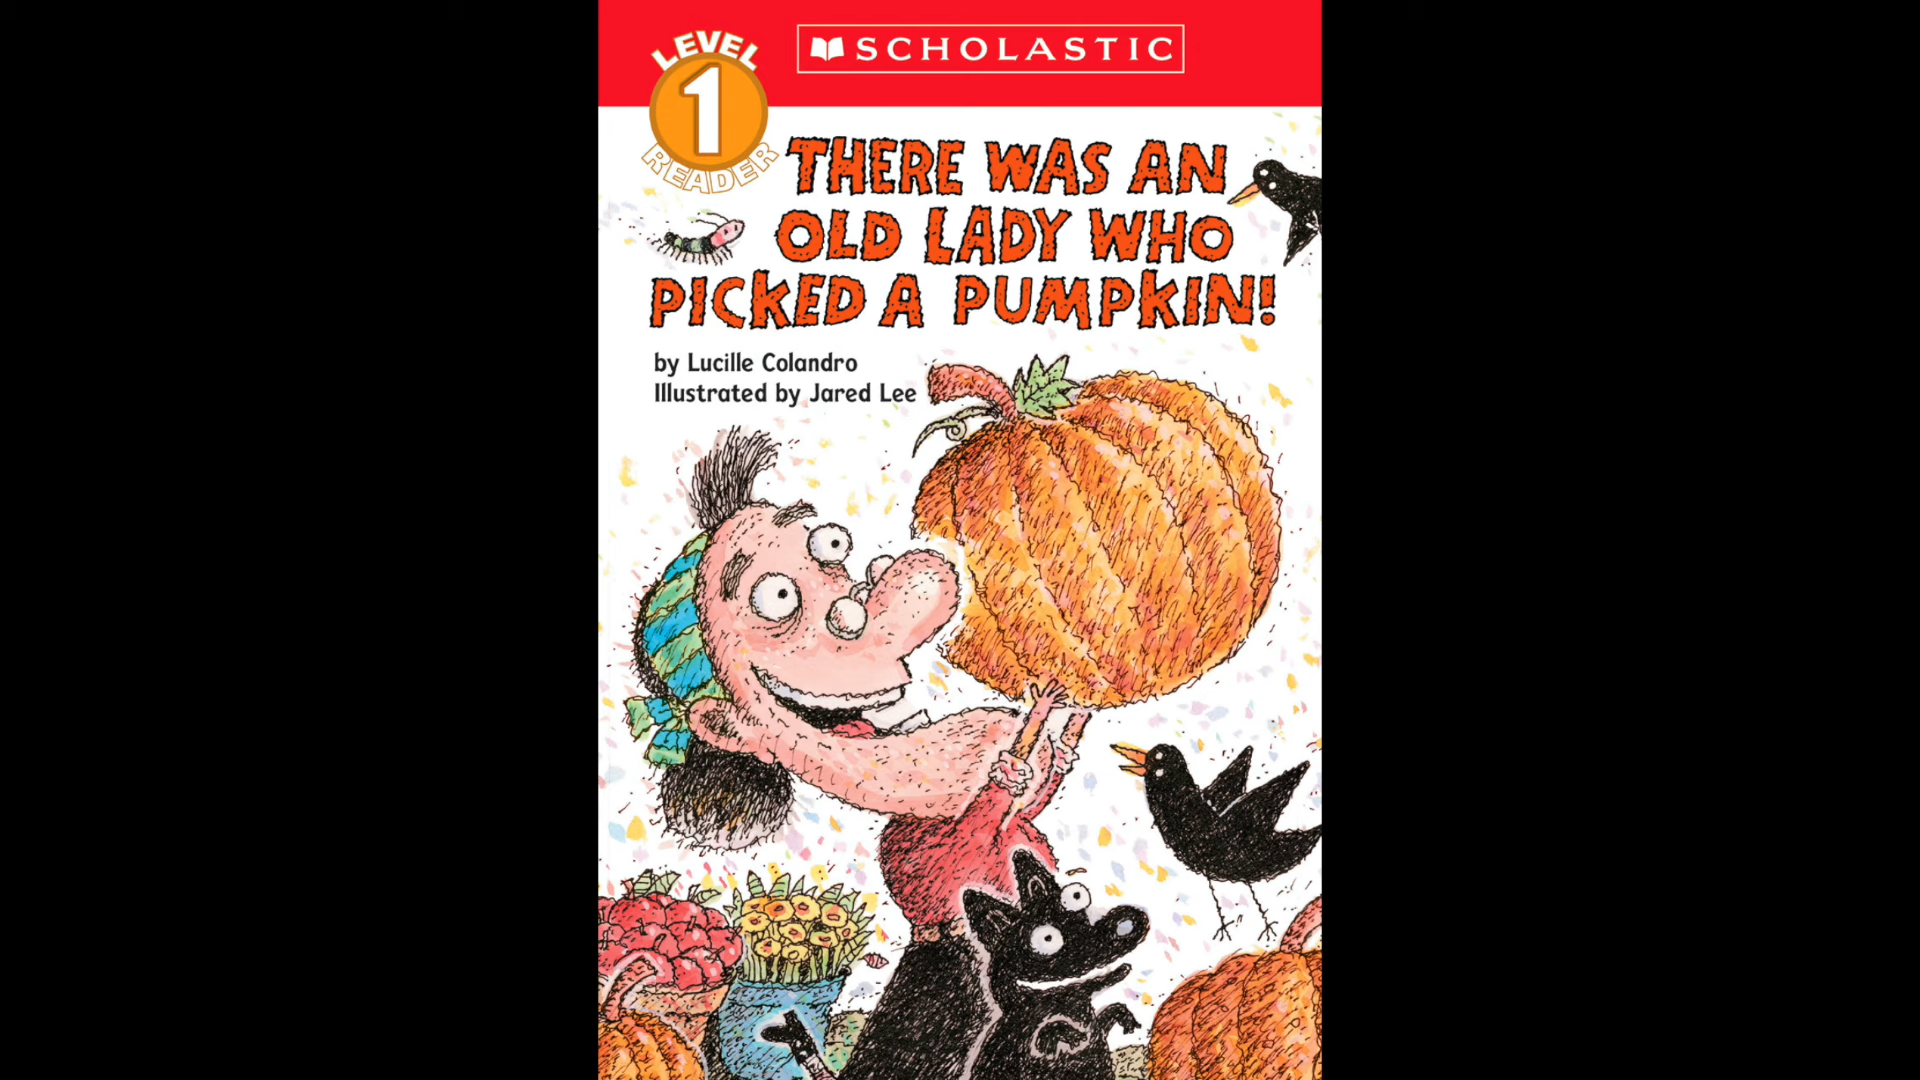 LEVEL
1
READER
SCHOLASTIC
THERE WAS AN
OLD LADY WHO
PICKED A PUMPKIN!
by Lucille Colandro
Illustrated by Jared Lee